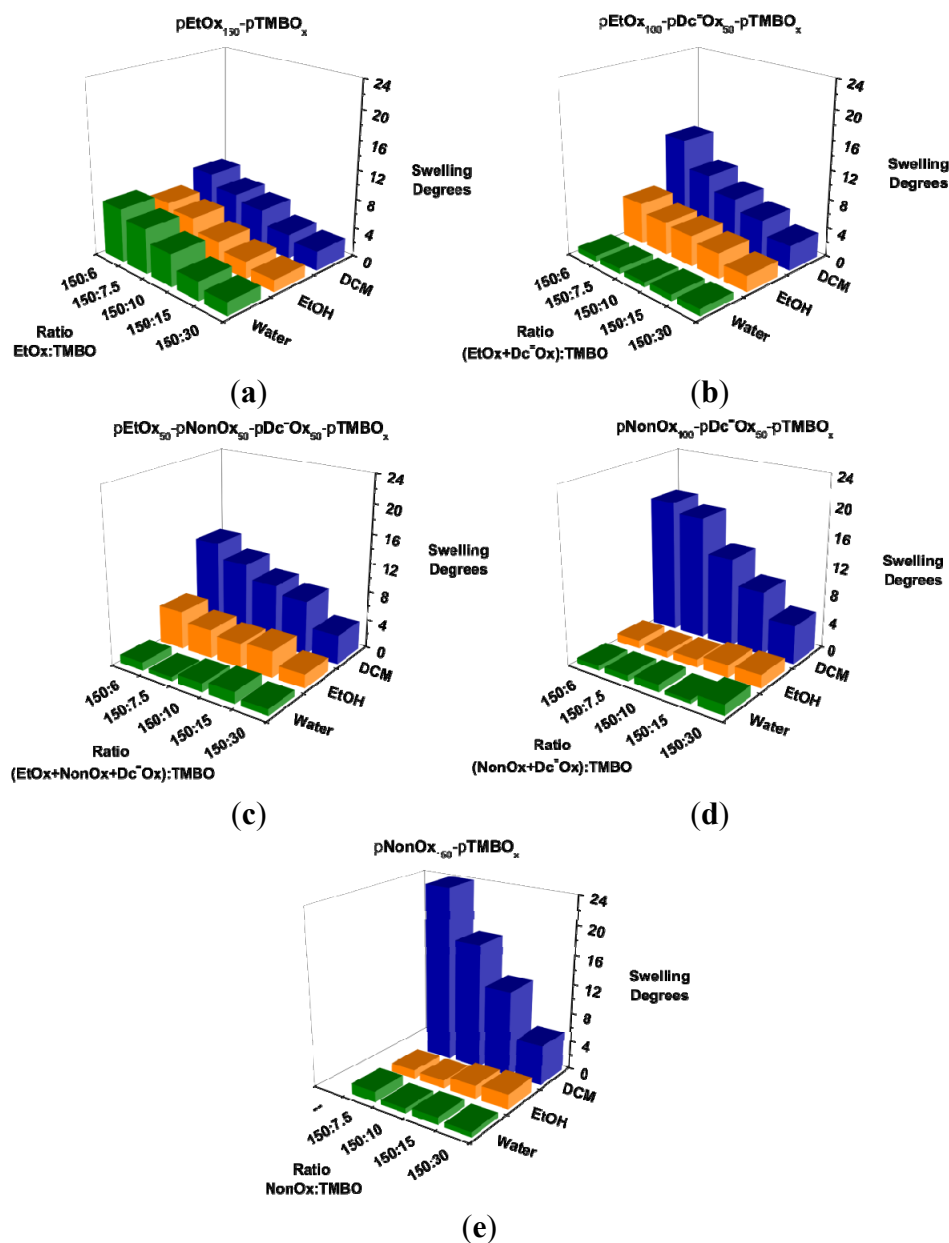 pEtOx150-pTMBOx
24
20
16
12
8
4
0
Swelling
Degrees
DCM
EtOH
Water
150:6
150:7.5
150:10
150:15
150:30
Ratio
EtOx:TMBO
(a)
pEtOx100-pDc=Ox50-pTMBOx
24
20
16
12
8
4
0
Swelling
Degrees
DCM
EtOH
Water
150:6
150:7.5
150:10
150:15
150:30
Ratio
(EtOx+Dc=Ox):TMBO
(b)
pEtOx50-pNonOx50-pDc=Ox50-pTMBOx
24
20
16
12
8
4
0
Swelling
Degrees
DCM
EtOH
Water
150:6
150:7.5
150:10
150:15
150:30
Ratio
(EtOx+NonOx+Dc=Ox):TMBO
(c)
pNonOx100-pDc=Ox50-pTMBOx
24
20
16
12
8
4
0
Swelling
Degrees
DCM
EtOH
Water
150:6
150:7.5
150:10
150:15
150:30
Ratio
(NonOx+Dc=Ox):TMBO
(d)
pNonOx150-pTMBOx
24
20
16
12
8
4
0
Swelling
Degrees
DCM
EtOH
Water
--
150:7.5
150:10
150:15
150:30
Ratio
NonOx:TMBO
(e)